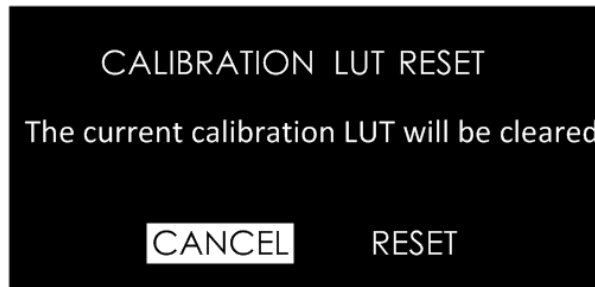 CALIBRATION LUT RESET
The current calibration LUT will be cleared
CANCEL RESET